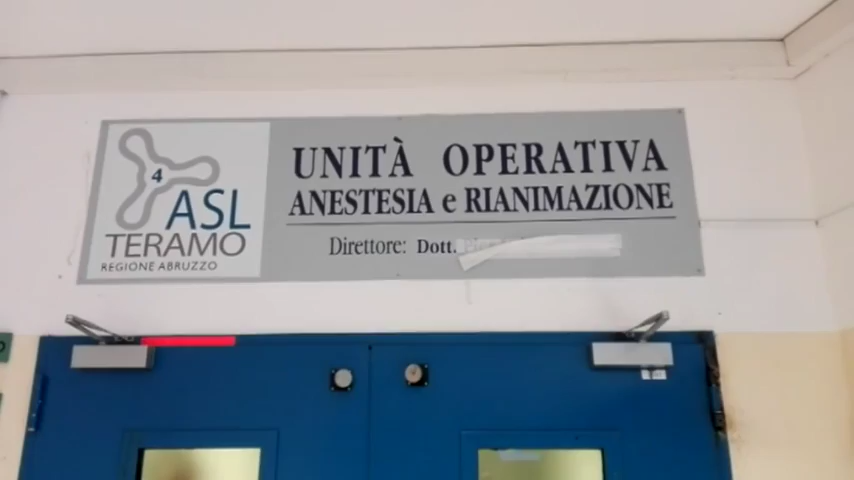 4
ASL
TERAMO
REGIONE ABRUZZO
UNITÀ OPERATIVA
ANESTESIA e RIANIMAZIONE
Direttore: Dott.